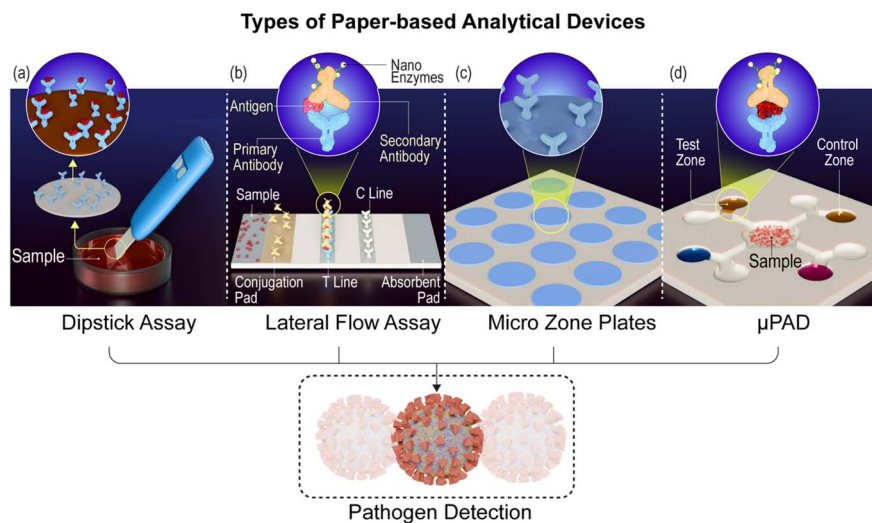 Types of Paper-based Analytical Devices
(a)
Sample
Dipstick Assay
(b)
Nano
Enzymes
Antigen
Primary
Antibody
Secondary
Antibody
Sample
C Line
Conjugation
Pad
T Line
Absorbent
Pad
Lateral Flow Assay
(c)
Micro Zone Plates
(d)
Test
Zone
Control
Zone
Sample
µPAD
Pathogen Detection